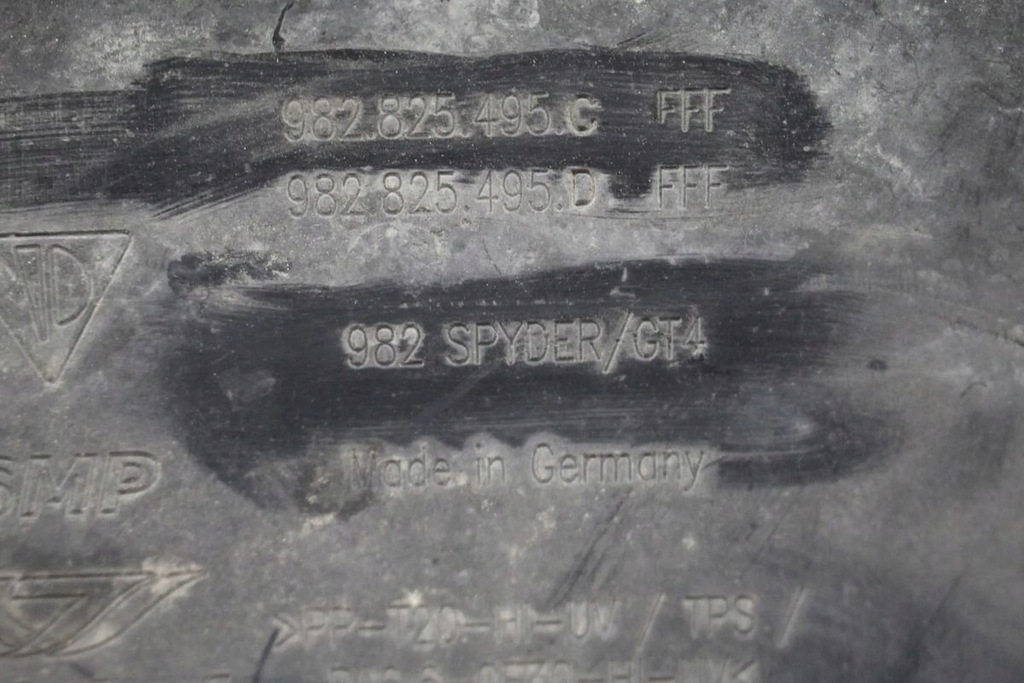 982.825.495.C FFF
982.825.495.D FFF
982 SPYDER/GT4
Made in Germany
SMP
>PP-T20-HI-UV / TPS /